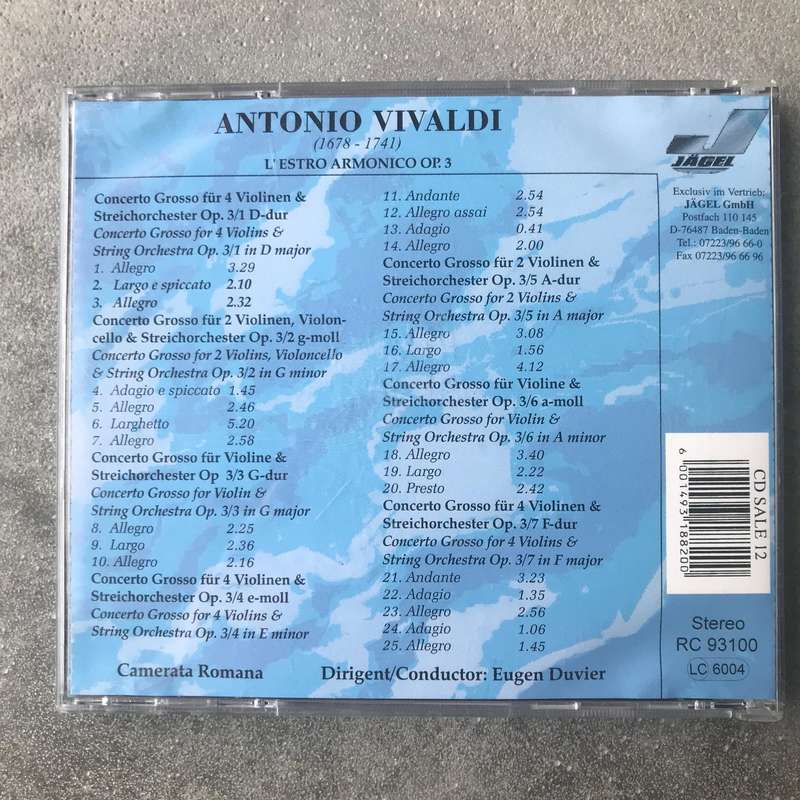 ANTONIO VIVALDI
(1678 - 1741)
L' ESTRO ARMONICO OP. 3
Concerto Grosso für 4 Violinen &
Streichorchester Op. 3/1 D-dur
Concerto Grosso for 4 Violins &
String Orchestra Op. 3/1 in D major
1. Allegro 3.29
2. Largo e spiccato 2.10
3. Allegro 2.32
Concerto Grosso für 2 Violinen, Violon-
cello & Streichorchester Op. 3/2 g-moll
Concerto Grosso for 2 Violins, Violoncello
& String Orchestra Op. 3/2 in G minor
4. Adagio e spiccato 1.45
5. Allegro 2.46
6. Larghetto 5.20
7. Allegro 2.58
Concerto Grosso für Violine &
Streichorchester Op 3/3 G-dur
Concerto Grosso for Violin &
String Orchestra Op. 3/3 in G major
8. Allegro 2.25
9. Largo 2.36
10. Allegro 2.16
Concerto Grosso für 4 Violinen &
Streichorchester Op. 3/4 e-moll
Concerto Grosso for 4 Violins &
String Orchestra Op. 3/4 in E minor
11. Andante 2.54
12. Allegro assai 2.54
13. Adagio 0.41
14. Allegro 2.00
Concerto Grosso für 2 Violinen &
Streichorchester Op. 3/5 A-dur
Concerto Grosso for 2 Violins &
String Orchestra Op. 3/5 in A major
15. Allegro 3.08
16. Largo 1.56
17. Allegro 4.12
Concerto Grosso für Violine &
Streichorchester Op. 3/6 a-moll
Concerto Grosso for Violin &
String Orchestra Op. 3/6 in A minor
18. Allegro 3.40
19. Largo 2.22
20. Presto 2.42
Concerto Grosso für 4 Violinen &
Streichorchester Op. 3/7 F-dur
Concerto Grosso for 4 Violins &
String Orchestra Op. 3/7 in F major
21. Andante 3.23
22. Adagio 1.35
23. Allegro 2.56
24. Adagio 1.06
25. Allegro 1.45
Camerata Romana
Dirigent/Conductor: Eugen Duvier
J
JÄGEL
Exclusiv im Vertrieb:
JÄGEL GmbH
Postfach 110 145
D-76487 Baden-Baden
Tel.: 07223/96 66-0
Fax 07223/96 66 96
CD SALE 12
6 001493 188200
Stereo
RC 93100
LC 6004